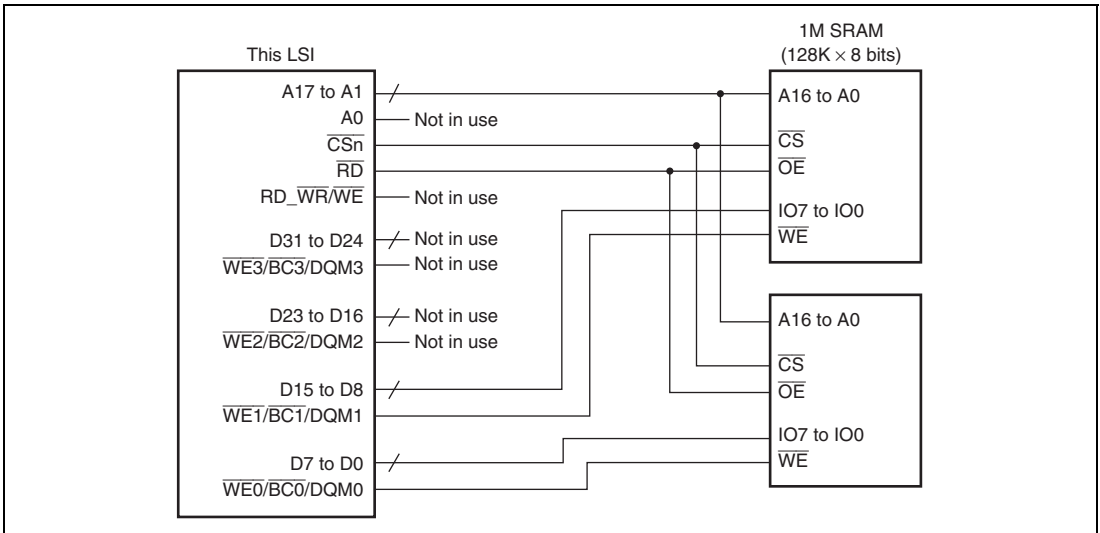 This LSI
A17 to A1
A0
Not in use
CSn
RD
RD_WR/WE
Not in use
D31 to D24
Not in use
WE3/BC3/DQM3
Not in use
D23 to D16
Not in use
WE2/BC2/DQM2
Not in use
D15 to D8
WE1/BC1/DQM1
D7 to D0
WE0/BC0/DQM0
1M SRAM
(128K × 8 bits)
A16 to A0
CS
OE
IO7 to IO0
WE
A16 to A0
CS
OE
IO7 to IO0
WE